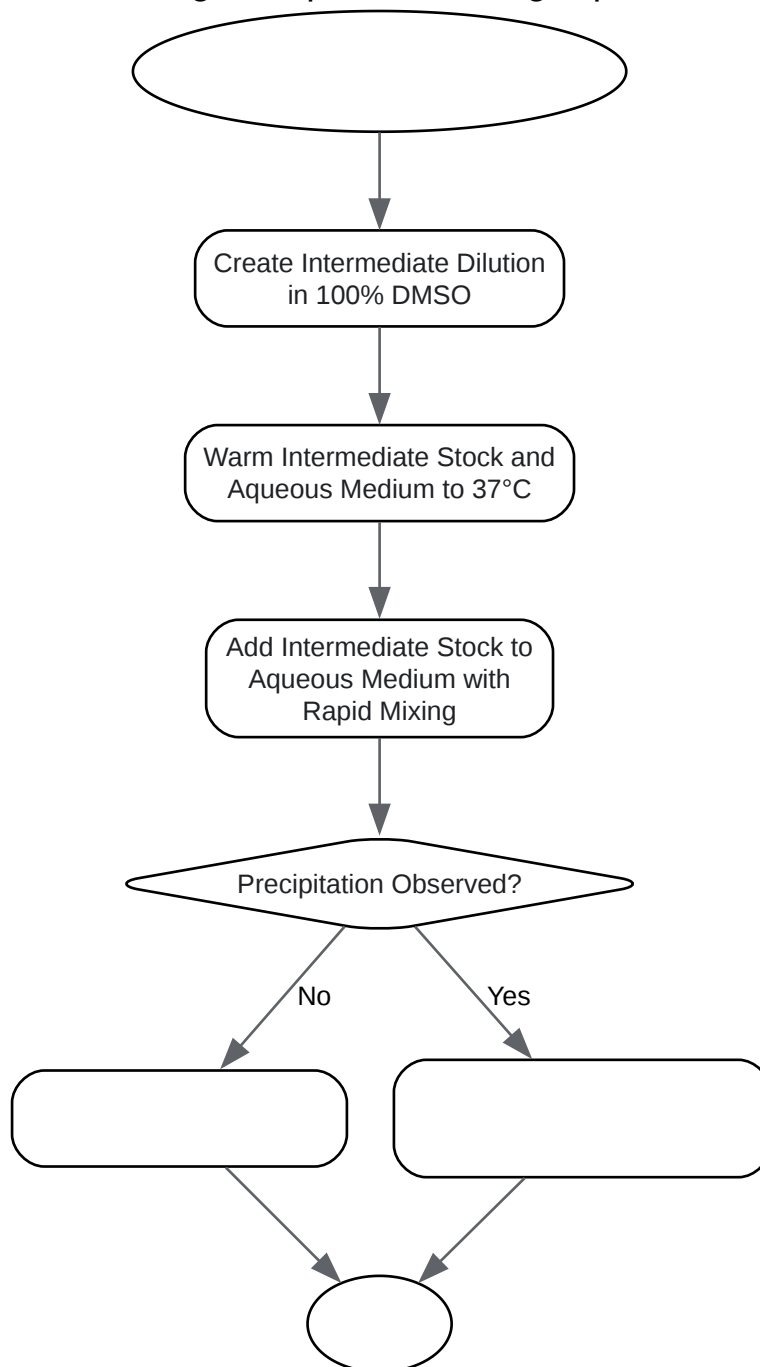 Create Intermediate Dilution
in 100% DMSO
Warm Intermediate Stock and
Aqueous Medium to 37°C
Add Intermediate Stock to
Aqueous Medium with
Rapid Mixing
Precipitation Observed?
No
Yes